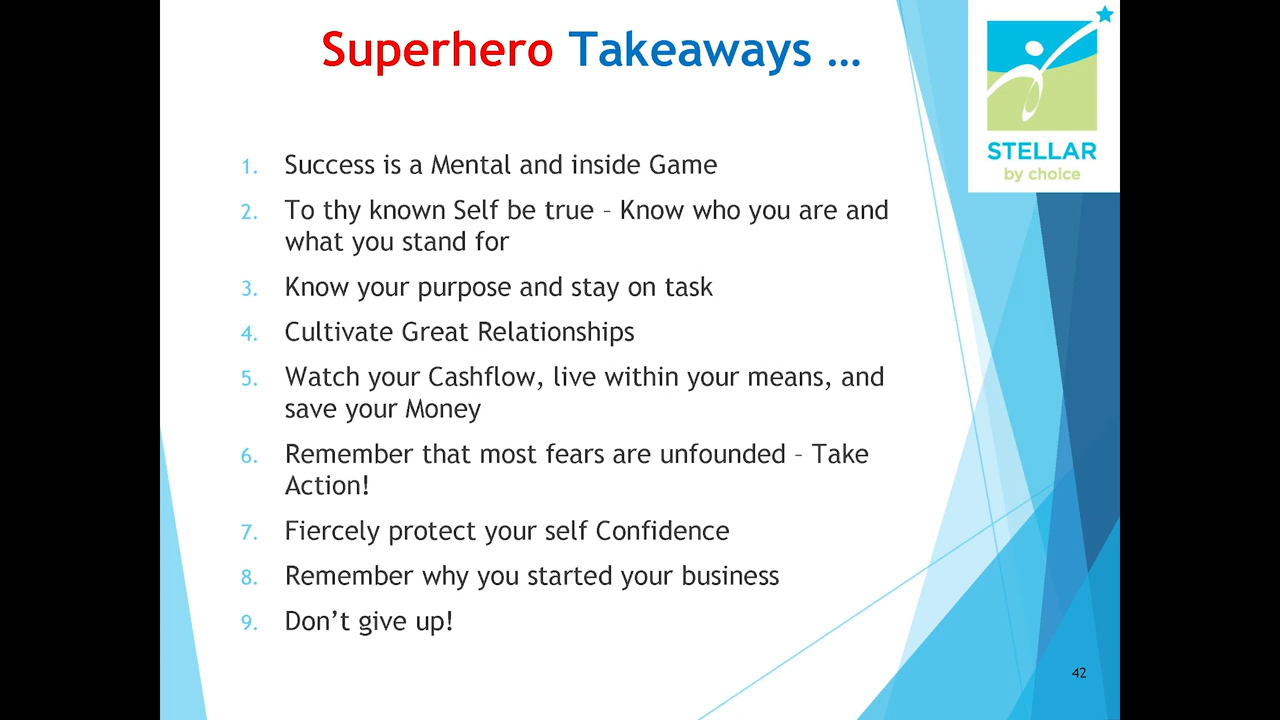 Superhero Takeaways …
STELLAR
by choice
1. Success is a Mental and inside Game
2. To thy known Self be true – Know who you are and
what you stand for
3. Know your purpose and stay on task
4. Cultivate Great Relationships
5. Watch your Cashflow, live within your means, and
save your Money
6. Remember that most fears are unfounded – Take
Action!
7. Fiercely protect your self Confidence
8. Remember why you started your business
9. Don’t give up!
42